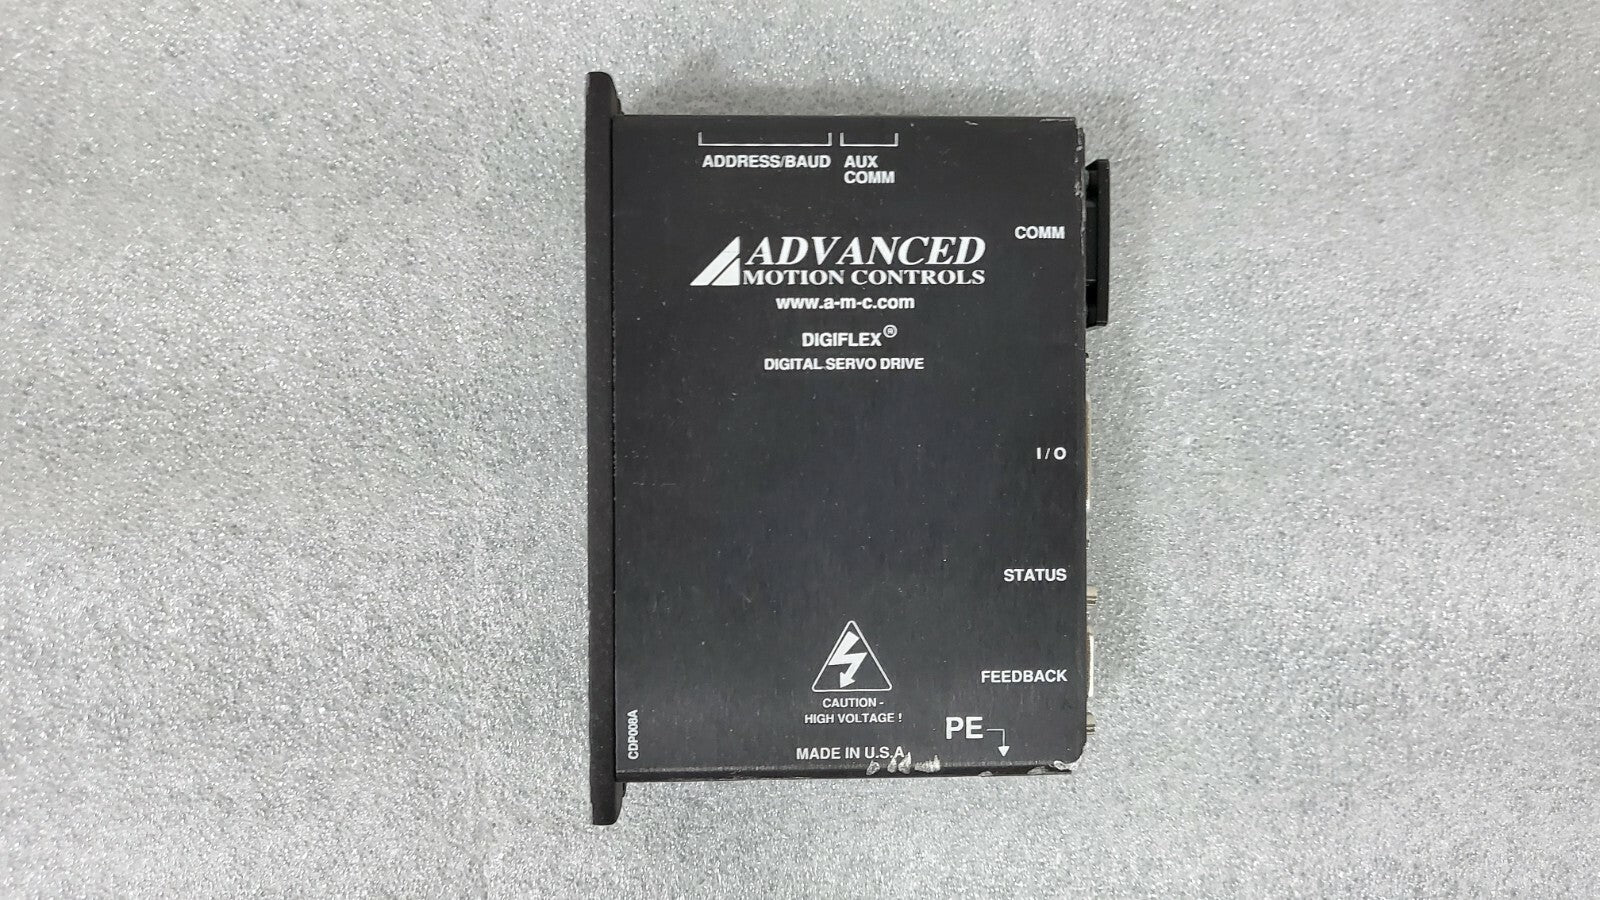 ADDRESS/BAUD
AUX
COMM
COMM
ADVANCED
MOTION CONTROLS
www.a-m-c.com
DIGIFLEX®
DIGITAL SERVO DRIVE
I / O
STATUS
FEEDBACK
CAUTION -
HIGH VOLTAGE !
PE
MADE IN U.S.A.
CDP008A